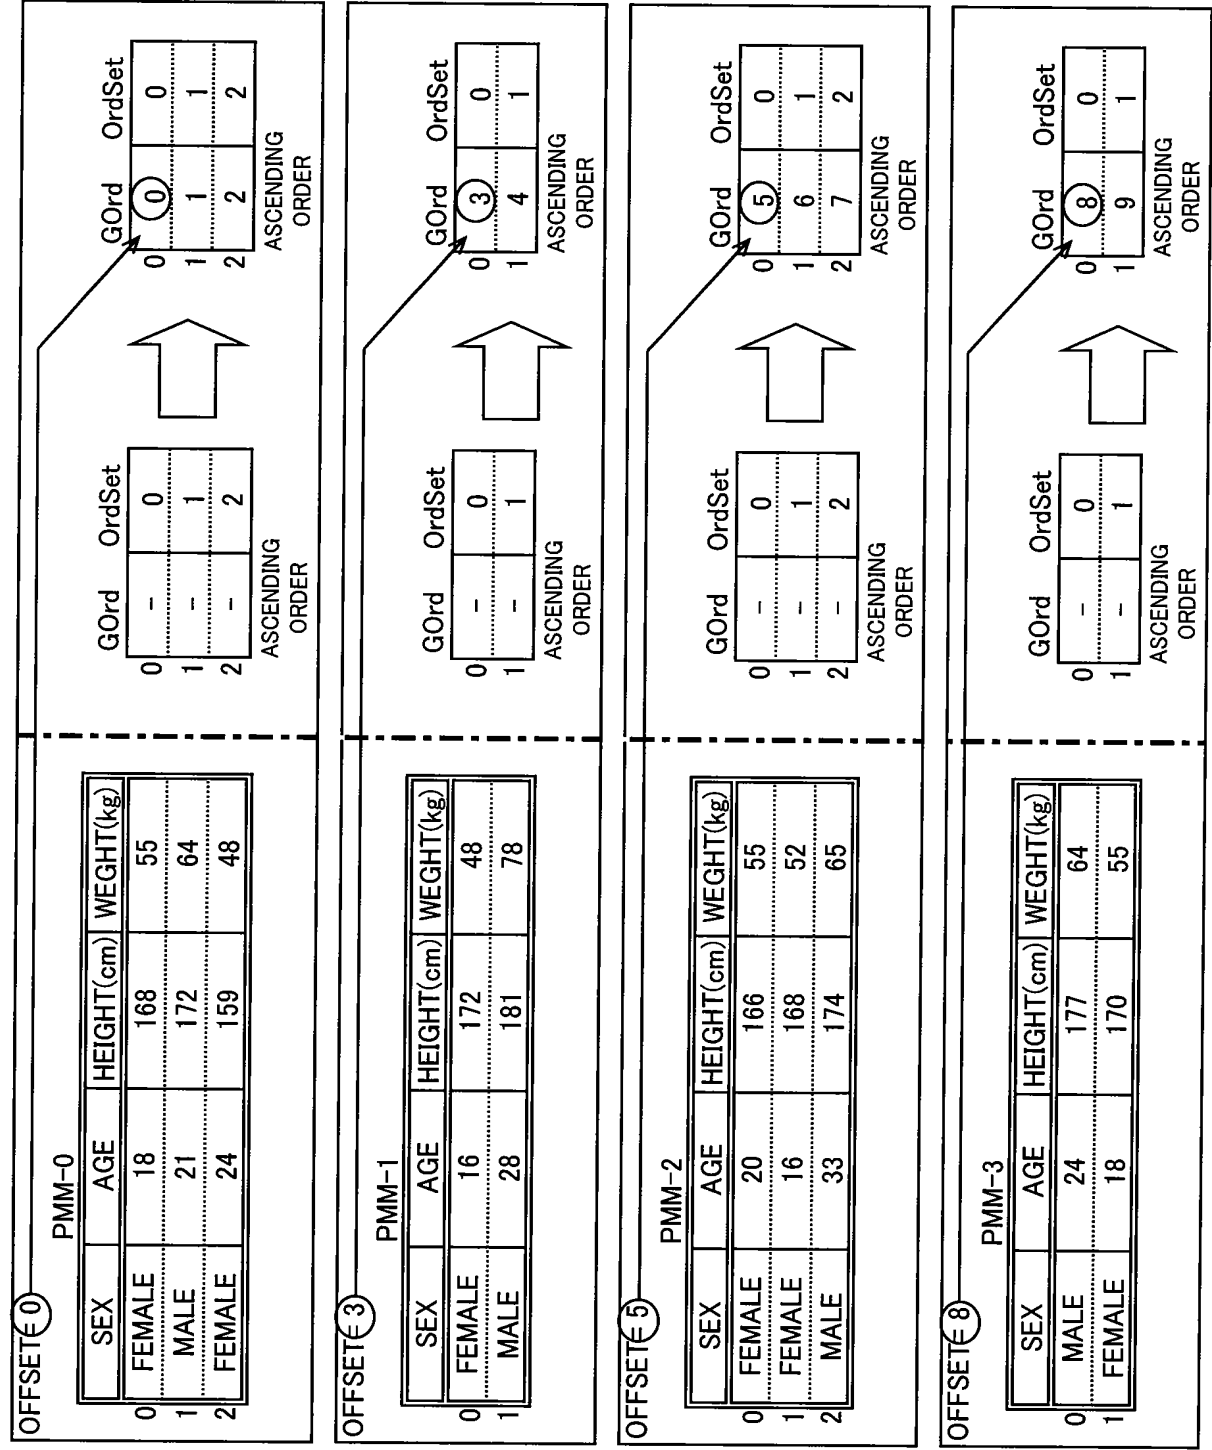 OFFSET= 0
PMM-0
SEX AGE HEIGHT(cm) WEGHT(kg)
0 FEMALE 18 168 55
1 MALE 21 172 64
2 FEMALE 24 159 48
GOrd OrdSet
0 - 0
1 - 1
2 - 2
ASCENDING
ORDER
GOrd OrdSet
0 0 0
1 1 1
2 2 2
ASCENDING
ORDER
OFFSET= 3
PMM-1
SEX AGE HEIGHT(cm) WEGHT(kg)
0 FEMALE 16 172 48
1 MALE 28 181 78
GOrd OrdSet
0 - 0
1 - 1
ASCENDING
ORDER
GOrd OrdSet
0 3 0
1 4 1
ASCENDING
ORDER
OFFSET= 5
PMM-2
SEX AGE HEIGHT(cm) WEGHT(kg)
0 FEMALE 20 166 55
1 FEMALE 16 168 52
2 MALE 33 174 65
GOrd OrdSet
0 - 0
1 - 1
2 - 2
ASCENDING
ORDER
GOrd OrdSet
0 5 0
1 6 1
2 7 2
ASCENDING
ORDER
OFFSET= 8
PMM-3
SEX AGE HEIGHT(cm) WEGHT(kg)
0 MALE 24 177 64
1 FEMALE 18 170 55
GOrd OrdSet
0 - 0
1 - 1
ASCENDING
ORDER
GOrd OrdSet
0 8 0
1 9 1
ASCENDING
ORDER